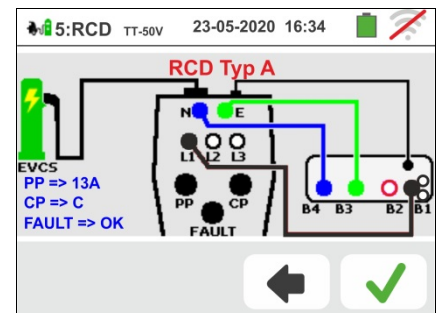 5:RCD TT-50V 23-05-2020 16:34
RCD Typ A
N E
L1 L2 L3
EVCS
PP => 13A
CP => C
FAULT => OK
PP CP
FAULT
B4 B3 B2 B1